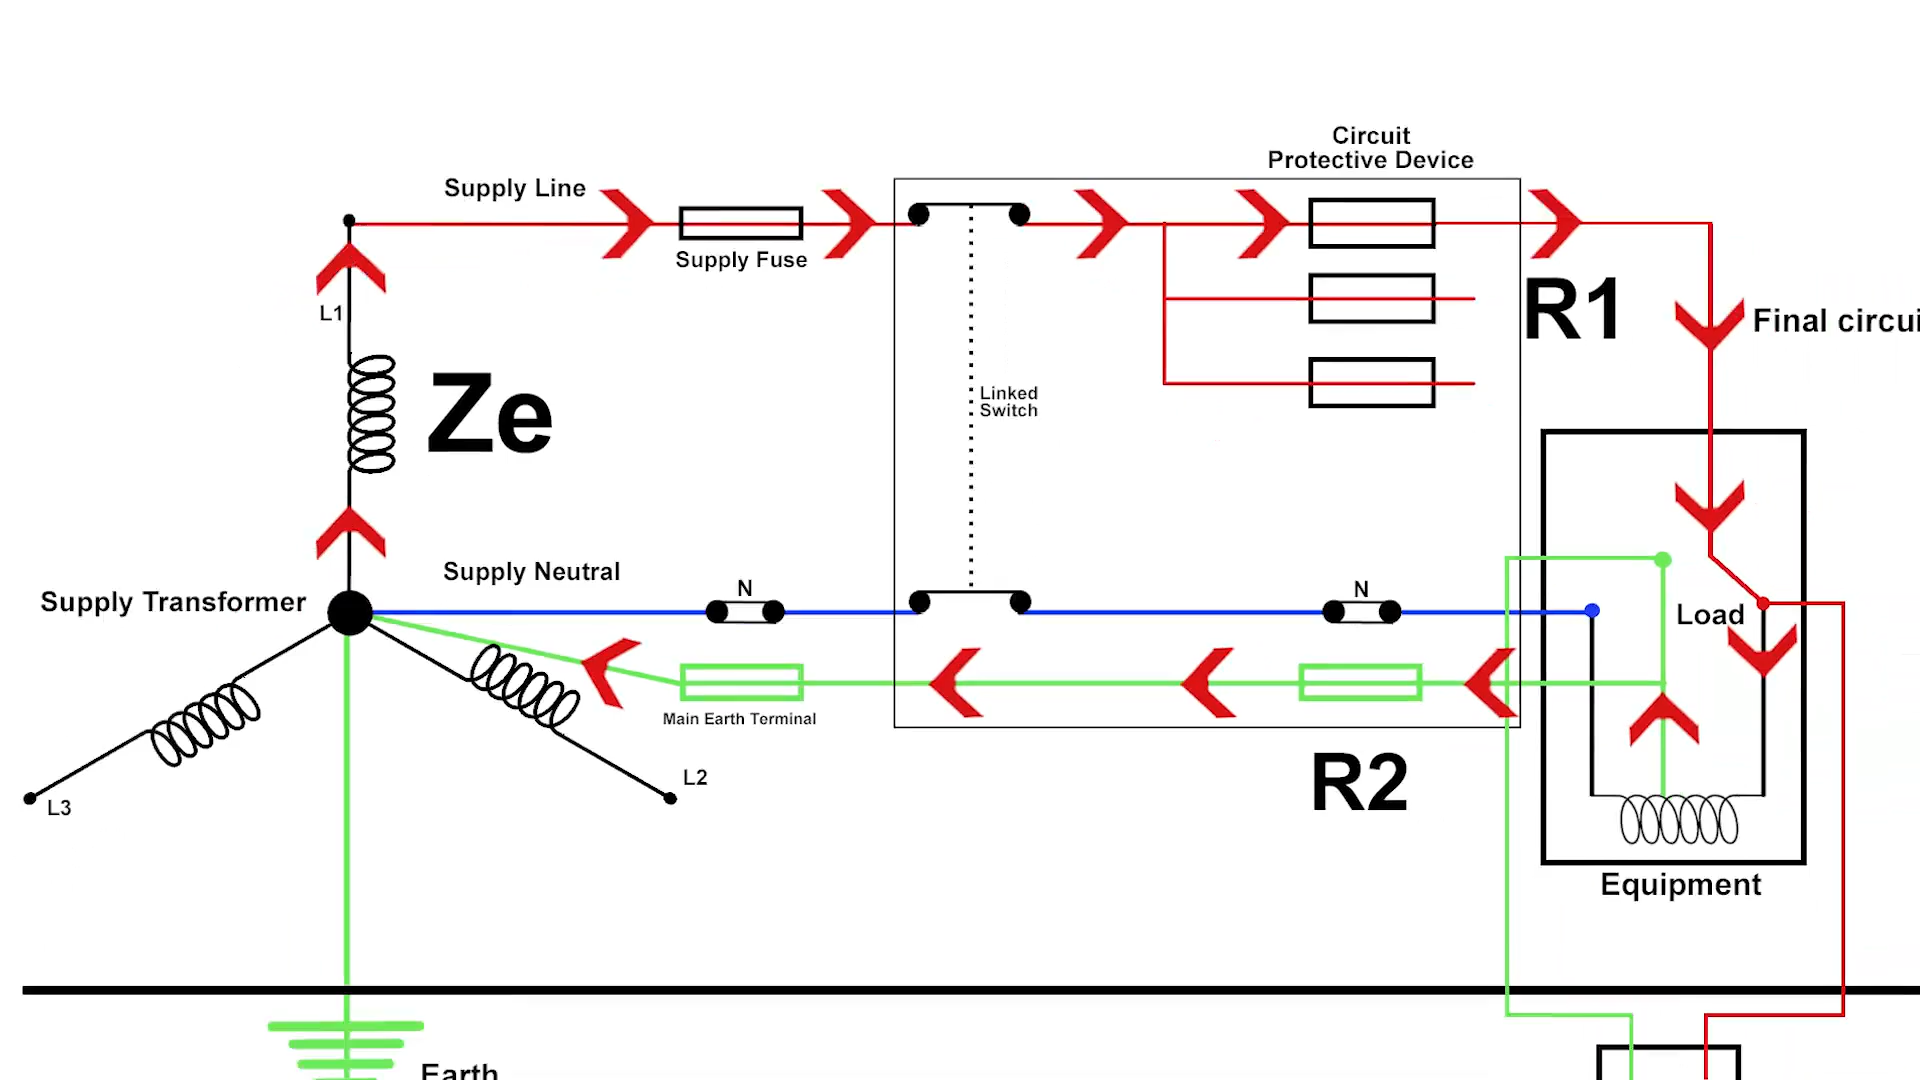 Circuit
Protective Device
Supply Line
Supply Fuse
L1
R1
Final circui
Ze
Linked
Switch
Supply Neutral
N
N
Supply Transformer
Load
Main Earth Terminal
R2
L2
L3
Equipment
Earth